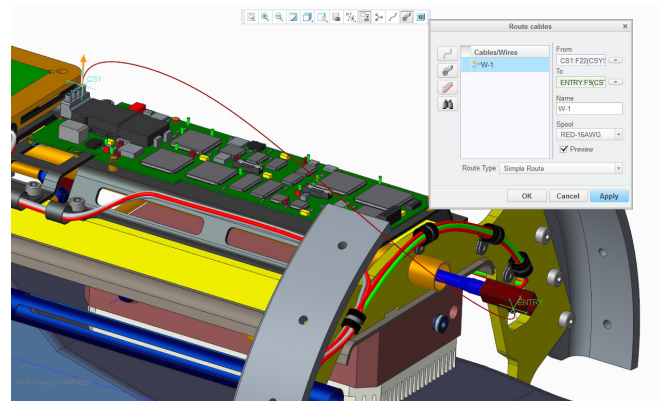 Route cables
Cables/Wires
W-1
From
CS1:F22(CSYS
To
ENTRY:F9(CS
Name
W-1
Spool
RED-16AWG
Preview
Route Type Simple Route
OK Cancel Apply
CS1
ENTRY